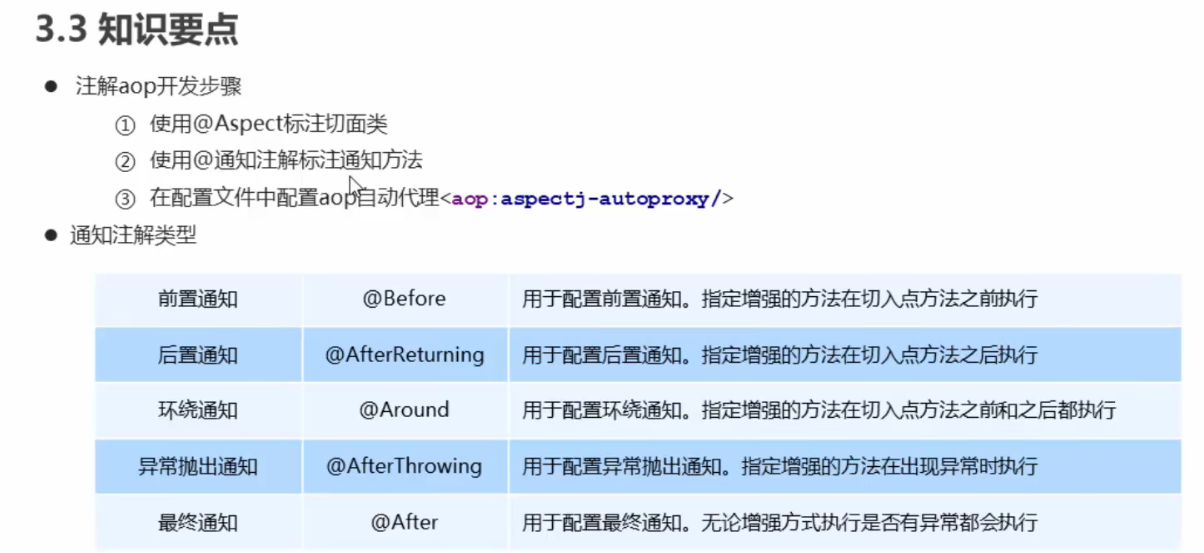 3.3 知识要点
● 注解aop开发步骤
① 使用@Aspect标注切面类
② 使用@通知注解标注通知方法
③ 在配置文件中配置aop自动代理<aop:aspectj-autoproxy/>
● 通知注解类型
前置通知 @Before 用于配置前置通知。指定增强的方法在切入点方法之前执行
后置通知 @AfterReturning 用于配置后置通知。指定增强的方法在切入点方法之后执行
环绕通知 @Around 用于配置环绕通知。指定增强的方法在切入点方法之前和之后都执行
异常抛出通知 @AfterThrowing 用于配置异常抛出通知。指定增强的方法在出现异常时执行
最终通知 @After 用于配置最终通知。无论增强方式执行是否有异常都会执行